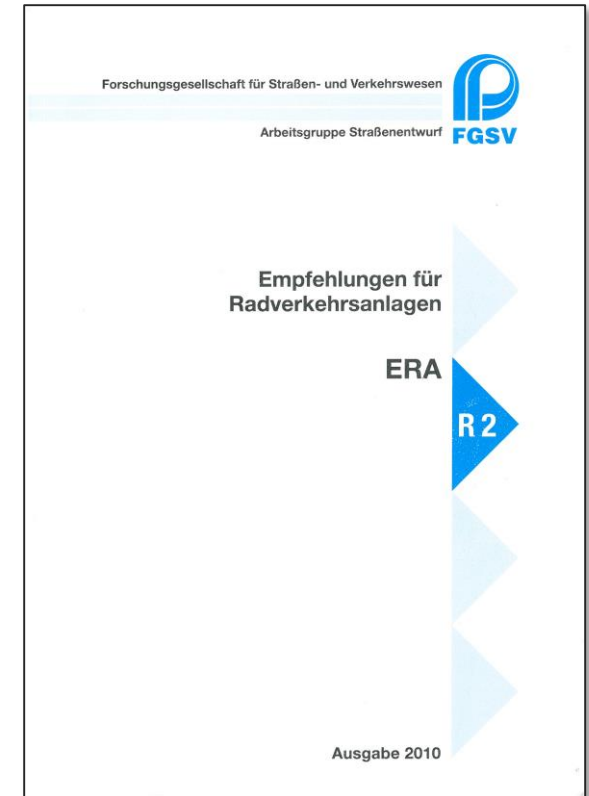 Forschungsgesellschaft für Straßen- und Verkehrswesen
Arbeitsgruppe Straßenentwurf
FGSV
Empfehlungen für
Radverkehrsanlagen
ERA
R 2
Ausgabe 2010